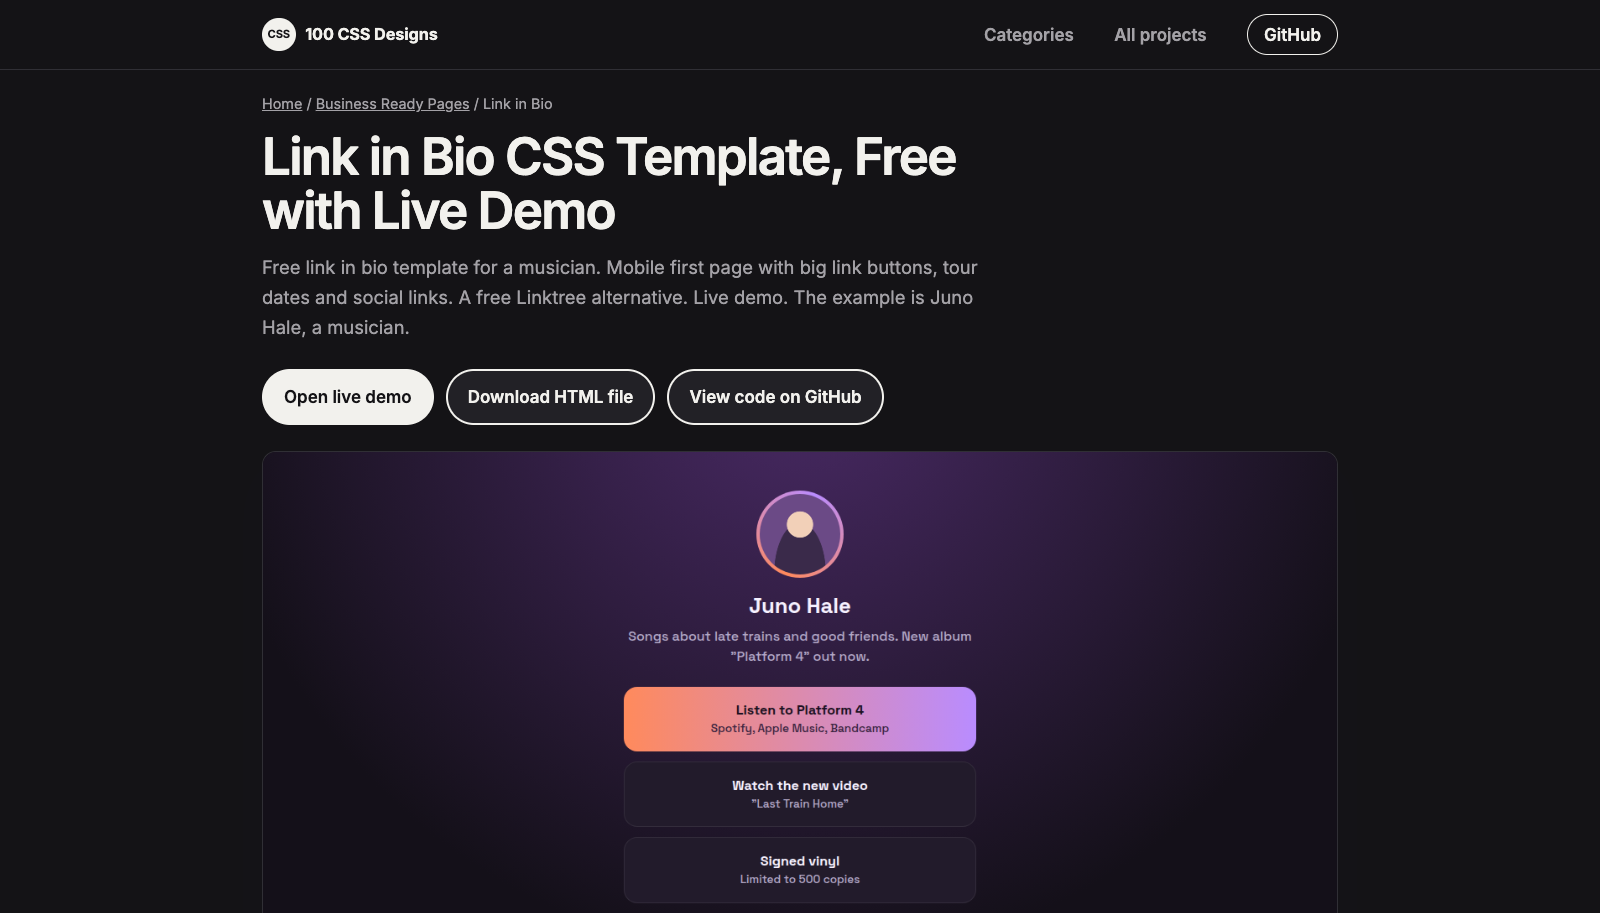 CSS 100 CSS Designs
Categories All projects GitHub
Home / Business Ready Pages / Link in Bio
Link in Bio CSS Template, Free
with Live Demo
Free link in bio template for a musician. Mobile first page with big link buttons, tour
dates and social links. A free Linktree alternative. Live demo. The example is Juno
Hale, a musician.
Open live demo Download HTML file View code on GitHub
Juno Hale
Songs about late trains and good friends. New album
"Platform 4" out now.
Listen to Platform 4
Spotify, Apple Music, Bandcamp
Watch the new video
"Last Train Home"
Signed vinyl
Limited to 500 copies